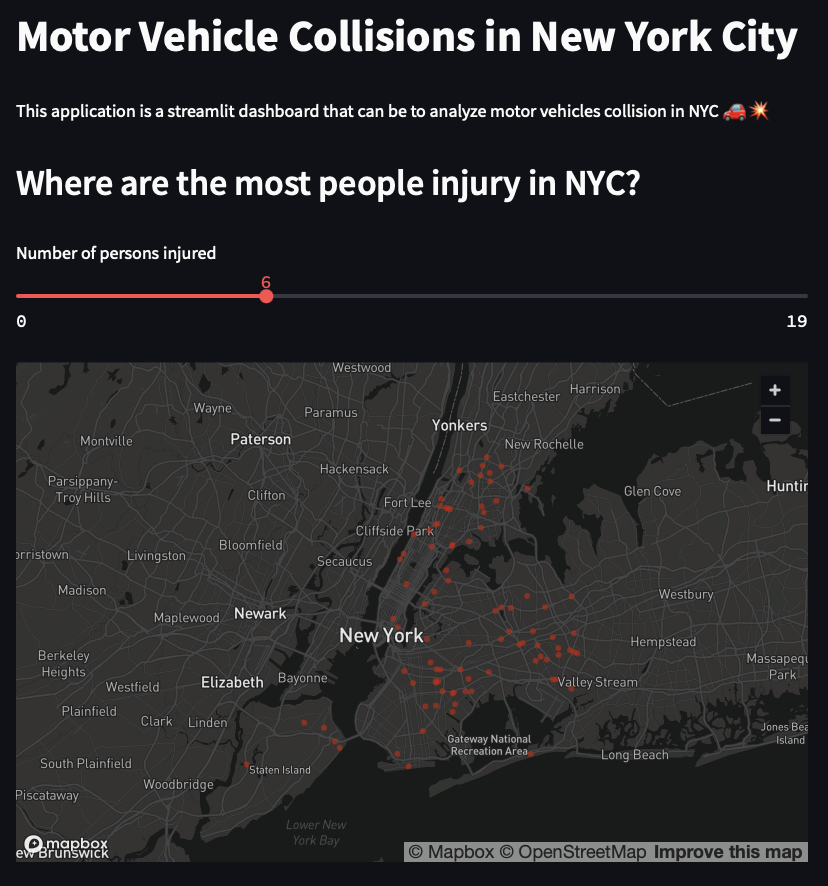 Motor Vehicle Collisions in New York City
This application is a streamlit dashboard that can be to analyze motor vehicles collision in NYC 🚗💥
Where are the most people injury in NYC?
Number of persons injured
6
0
19
Westwood
Harrison
Eastchester
Wayne
Paramus
Yonkers
Montville
Paterson
New Rochelle
Hackensack
Parsippany-
Troy Hills
Clifton
Fort Lee
Glen Cove
Huntin
Cliffside Park
Bloomfield
orristown
Livingston
Secaucus
Madison
Westbury
Maplewood
Newark
New York
Hempstead
Berkeley
Heights
Massapequ
Park
Westfield
Elizabeth
Bayonne
Valley Stream
Plainfield
Clark
Linden
Jones Bea
Island
Gateway National
Recreation Area
Long Beach
South Plainfield
Staten Island
Woodbridge
Piscataway
Lower New
York Bay
mapbox
ew Brunswick
© Mapbox © OpenStreetMap Improve this map
+
−